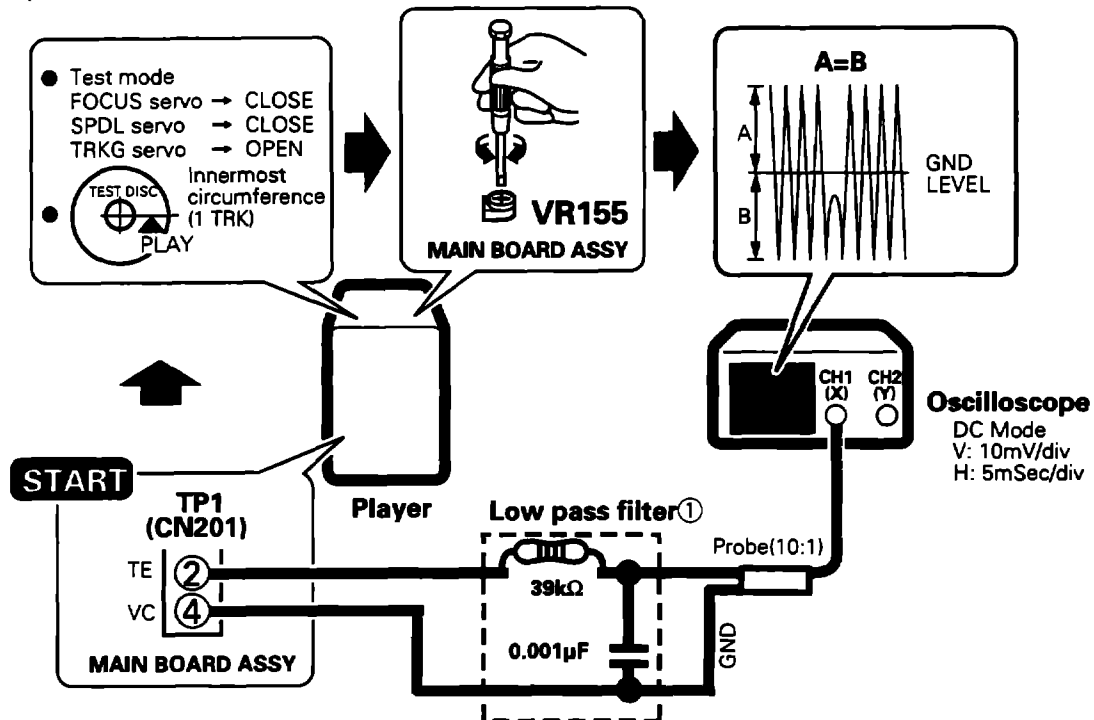 ● Test mode
FOCUS servo → CLOSE
SPDL servo → CLOSE
TRKG servo → OPEN
● TEST DISC
Innermost
circumference
(1 TRK)
PLAY
VR155
MAIN BOARD ASSY
A=B
A
B
GND
LEVEL
CH1
(X)
CH2
(Y)
Oscilloscope
DC Mode
V: 10mV/div
H: 5mSec/div
START
TP1
(CN201)
TE ②
VC ④
MAIN BOARD ASSY
Player
Low pass filter①
39kΩ
0.001µF
Probe(10:1)
GND